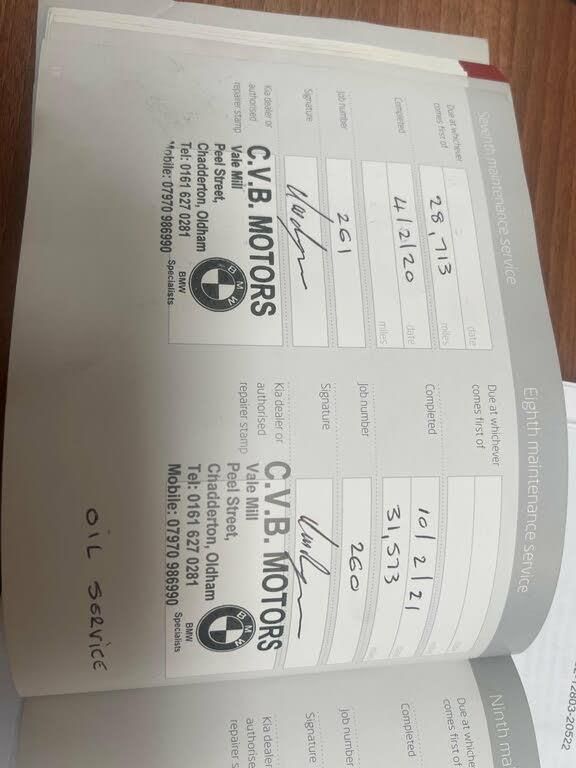 Seventh maintenance service
Due at whichever
comes first of
date
28,713
miles
Completed
4/2/20
date
miles
Job number
261
Signature
Kia dealer or
authorised
repairer stamp
C.V.B. MOTORS
Vale Mill
Peel Street,
Chadderton, Oldham
Tel: 0161 627 0281
Mobile: 07970 986990
BMW
BMW
Specialists
Eighth maintenance service
Due at whichever
comes first of
Completed
10/2/21
31,573
Job number
260
Signature
Kia dealer or
authorised
repairer stamp
C.V.B. MOTORS
Vale Mill
Peel Street,
Chadderton, Oldham
Tel: 0161 627 0281
Mobile: 07970 986990
BMW
BMW
Specialists
OIL SERVICE
Ninth ma
Due at whiche
comes first of
Completed
Job number
Signature
Kia dealer
authorise
repairer s
12803-20522